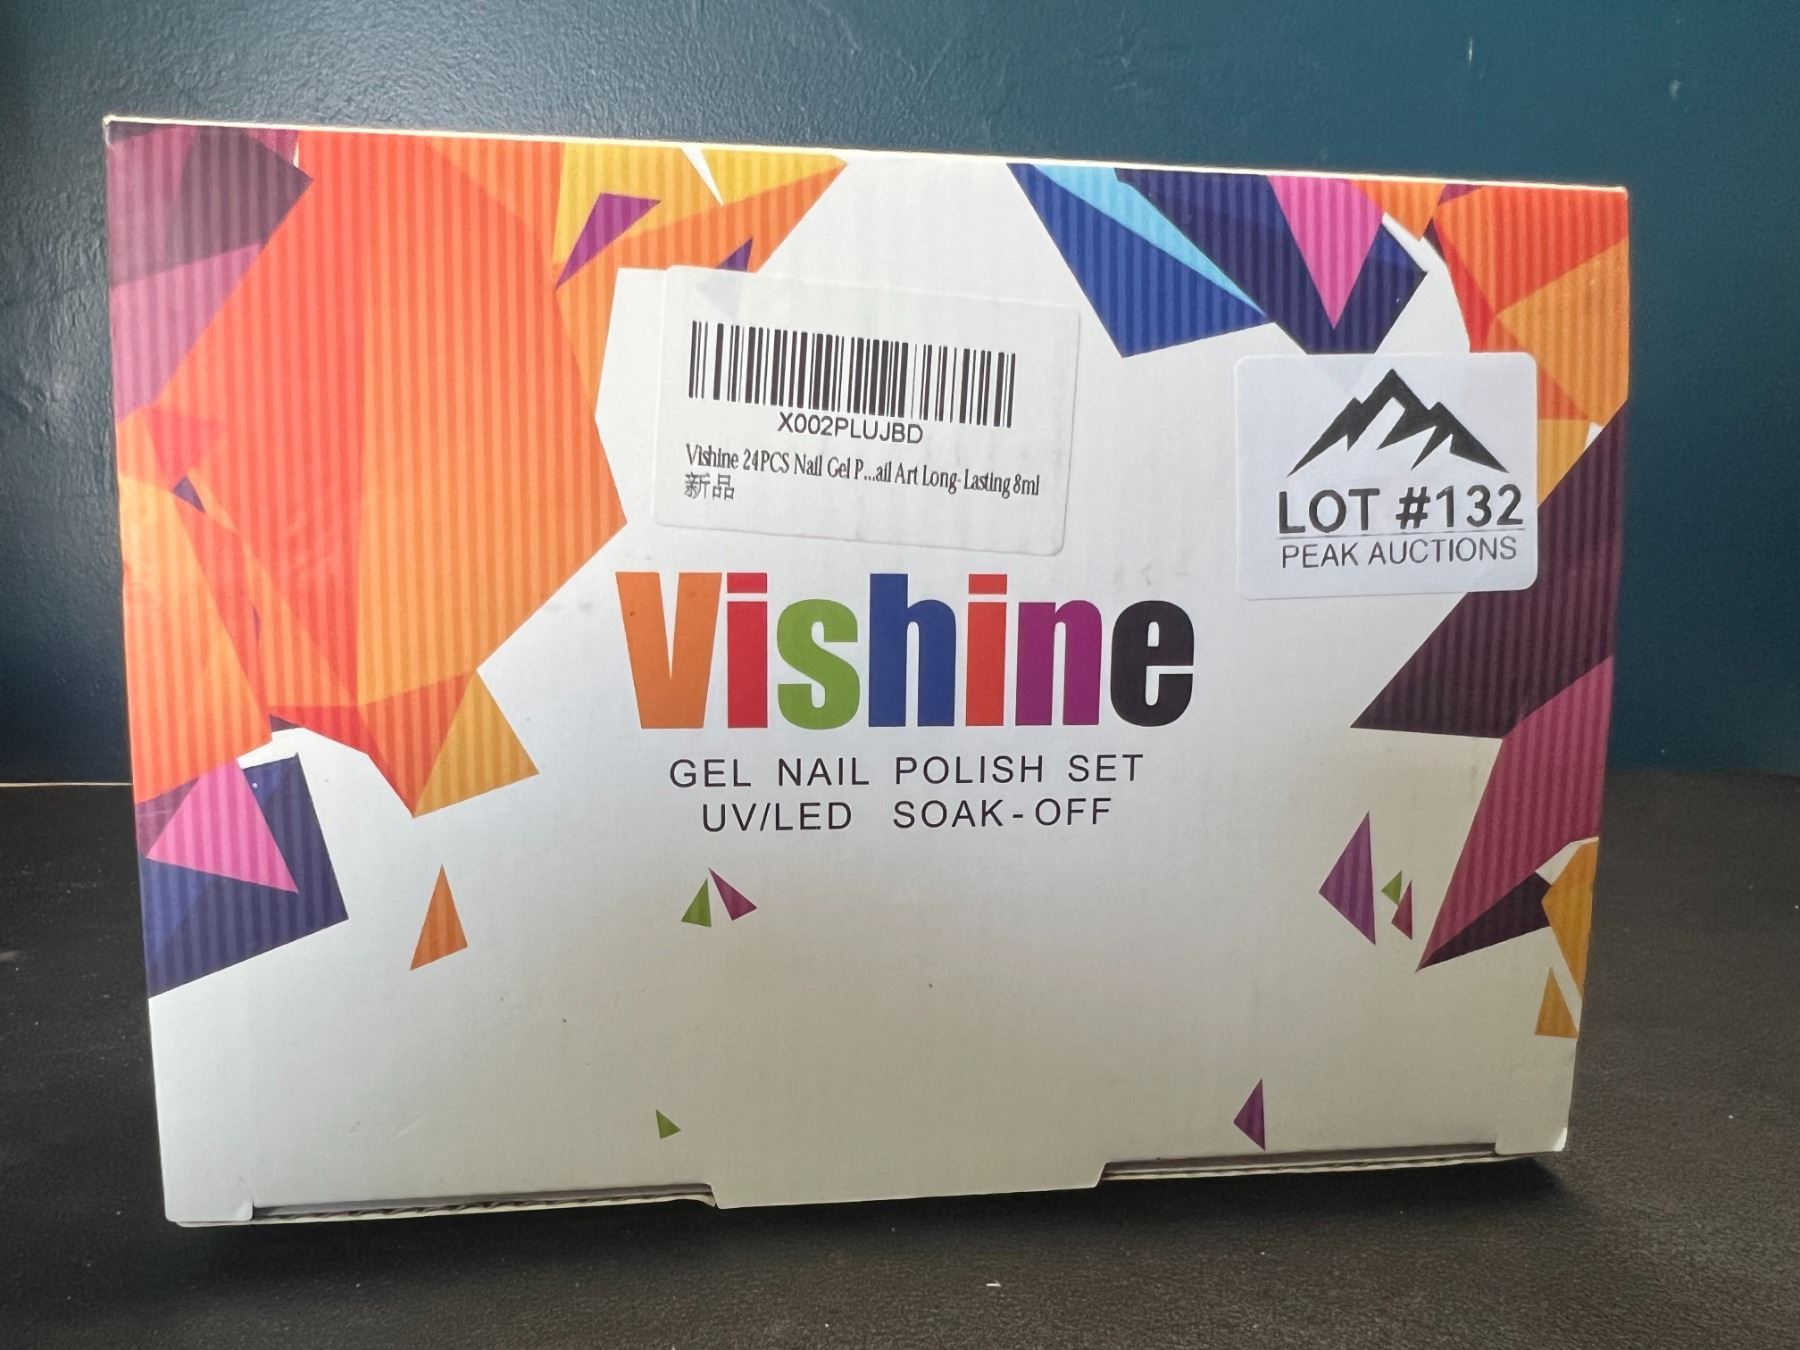 X002PLUJBD
Vishine 24PCS Nail Gel P...ail Art Long-Lasting 8ml
新品
LOT #132
PEAK AUCTIONS
Vishine
GEL NAIL POLISH SET
UV/LED SOAK-OFF